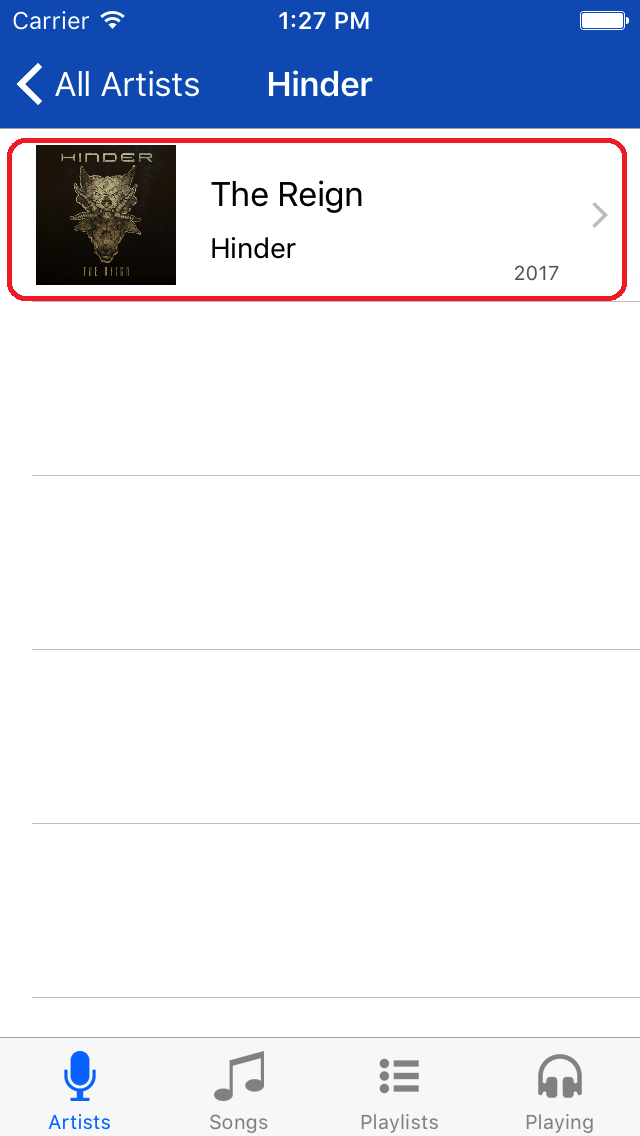 Carrier 1:27 PM
All Artists Hinder
HINDER
THE REIGN
The Reign
Hinder
2017
Artists Songs Playlists Playing